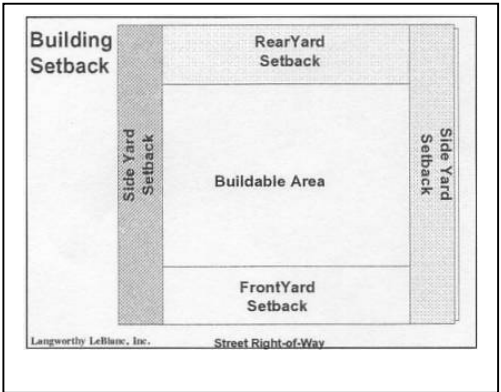 Building
Setback
RearYard
Setback
Side Yard
Setback
Buildable Area
Side Yard
Setback
FrontYard
Setback
Langworthy LeBlanc, Inc.
Street Right-of-Way